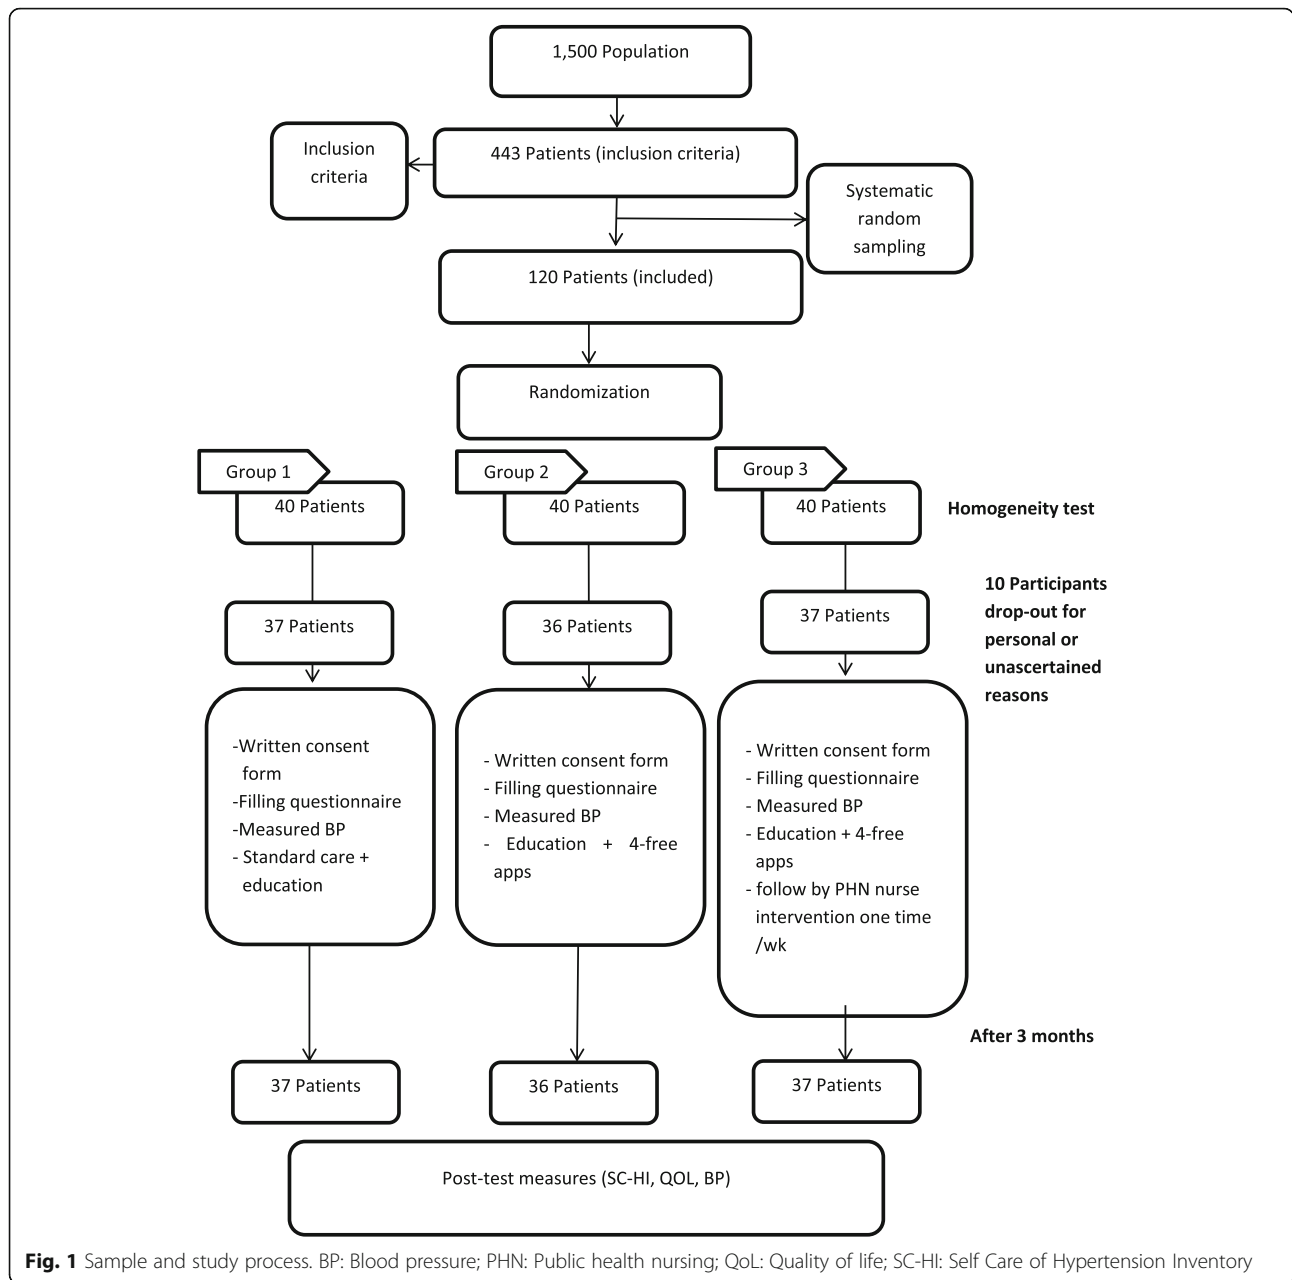 1,500 Population
443 Patients (inclusion criteria)
Inclusion
criteria
Systematic
random
sampling
120 Patients (included)
Randomization
Group 1
Group 2
Group 3
40 Patients
40 Patients
40 Patients
Homogeneity test
10 Participants
drop-out for
personal or
unascertained
reasons
37 Patients
36 Patients
37 Patients
-Written consent
form
-Filling questionnaire
-Measured BP
- Standard care +
education
- Written consent form
- Filling questionnaire
- Measured BP
- Education + 4-free
apps
- Written consent form
- Filling questionnaire
- Measured BP
- Education + 4-free
apps
- follow by PHN nurse
intervention one time
/wk
After 3 months
37 Patients
36 Patients
37 Patients
Post-test measures (SC-HI, QOL, BP)
Fig. 1 Sample and study process. BP: Blood pressure; PHN: Public health nursing; QoL: Quality of life; SC-HI: Self Care of Hypertension Inventory